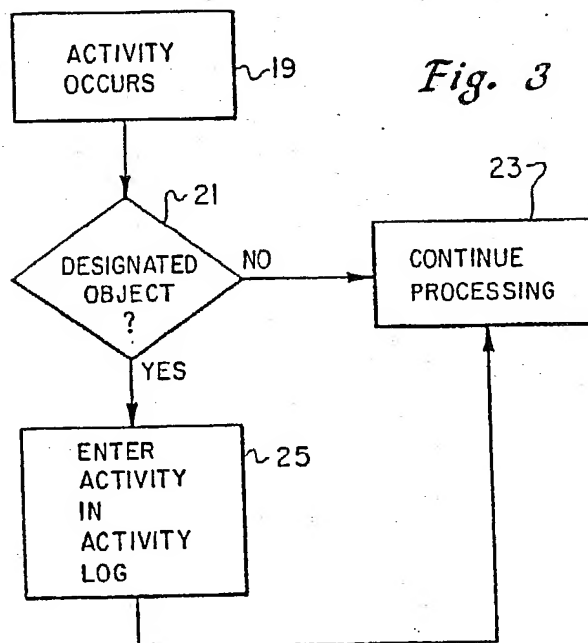 ACTIVITY
OCCURS
19
Fig. 3
21
DESIGNATED
OBJECT
?
NO
YES
23
CONTINUE
PROCESSING
ENTER
ACTIVITY
IN
ACTIVITY
LOG
25